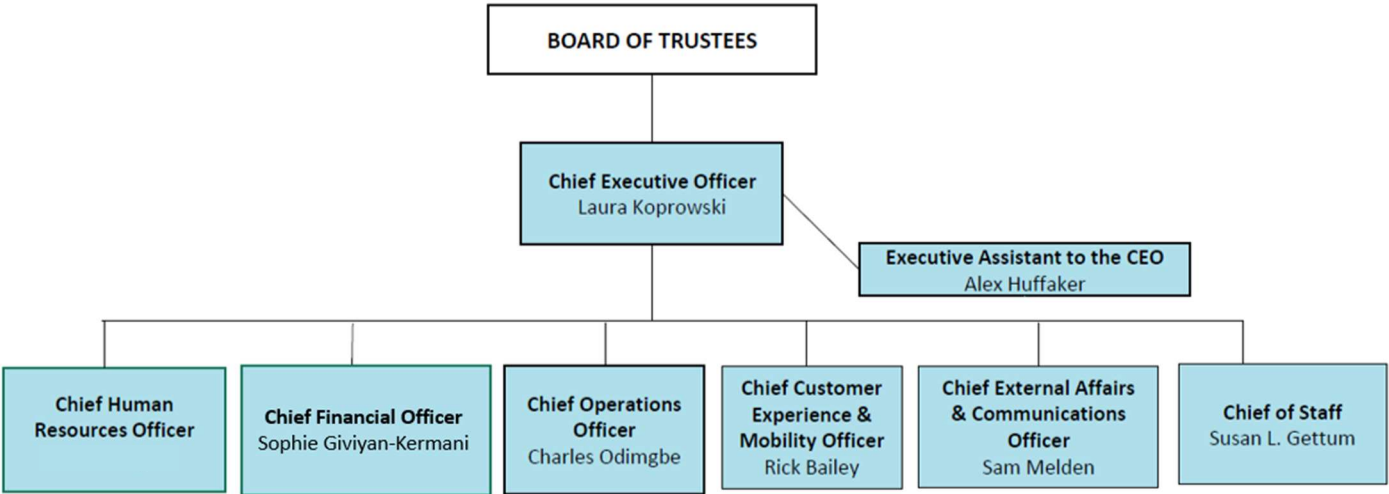 BOARD OF TRUSTEES
Chief Executive Officer
Laura Koprowski
Executive Assistant to the CEO
Alex Huffaker
Chief Human
Resources Officer
Chief Financial Officer
Sophie Giviyan-Kermani
Chief Operations
Officer
Charles Odimgbe
Chief Customer
Experience &
Mobility Officer
Rick Bailey
Chief External Affairs
& Communications
Officer
Sam Melden
Chief of Staff
Susan L. Gettum